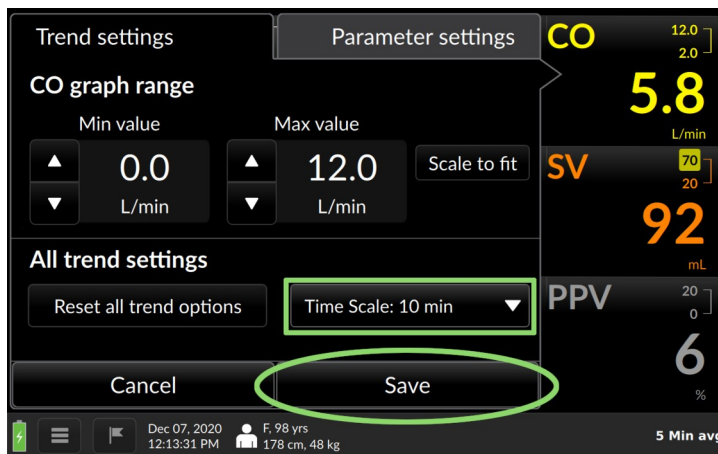 Trend settings
Parameter settings
CO graph range
Min value
Max value
0.0
L/min
12.0
L/min
Scale to fit
All trend settings
Reset all trend options
Time Scale: 10 min
Cancel
Save
CO
12.0
2.0
5.8
L/min
SV
70
20
92
mL
PPV
20
0
6
%
Dec 07, 2020
12:13:31 PM
F, 98 yrs
178 cm, 48 kg
5 Min avg